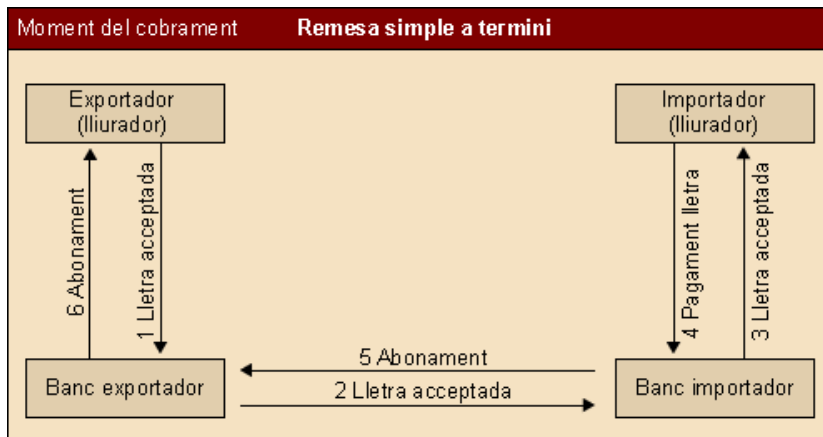 Moment del cobrament Remesa simple a termini
Exportador
(lliurador)
Importador
(lliurador)
6 Abonament
1 Lletra acceptada
4 Pagament lletra
3 Lletra acceptada
5 Abonament
2 Lletra acceptada
Banc exportador
Banc importador